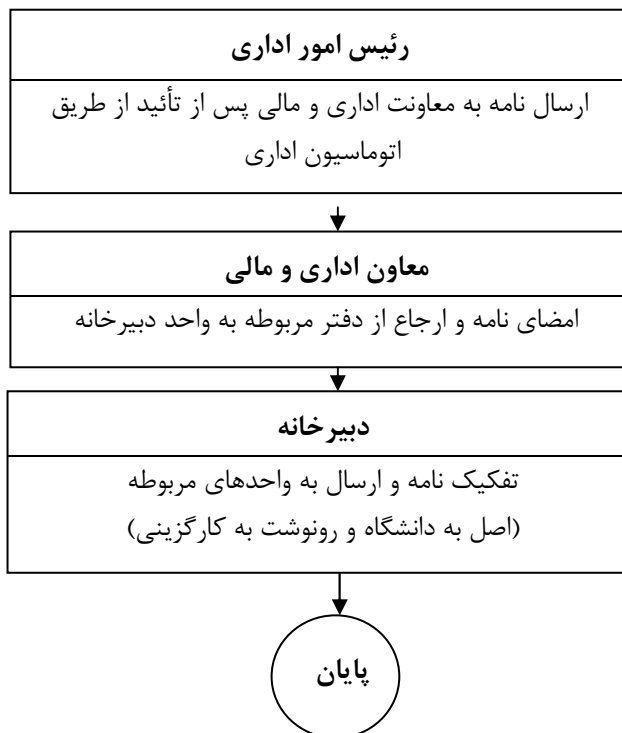 رئیس امور اداری
ارسال نامه به معاونت اداری و مالی پس از تأئید از طریق
اتوماسیون اداری
معاون اداری و مالی
امضای نامه و ارجاع از دفتر مربوطه به واحد دبیرخانه
دبیرخانه
تفکیک نامه و ارسال به واحدهای مربوطه
(اصل به دانشگاه و رونوشت به کارگزینی)
پایان